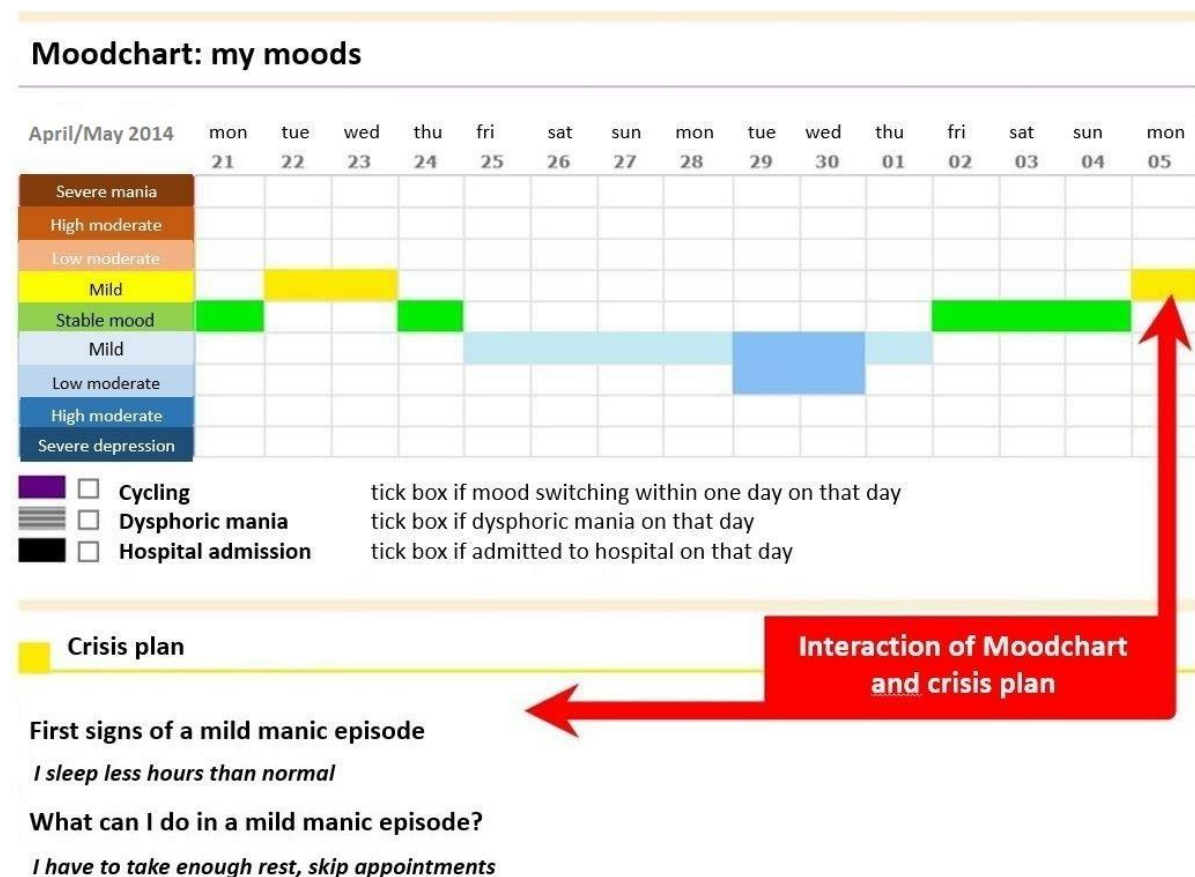 Moodchart: my moods
April/May 2014 mon tue wed thu fri sat sun mon tue wed thu fri sat sun mon
21 22 23 24 25 26 27 28 29 30 01 02 03 04 05
Severe mania
High moderate
Low moderate
Mild
Stable mood
Mild
Low moderate
High moderate
Severe depression
Cycling tick box if mood switching within one day on that day
Dysphoric mania tick box if dysphoric mania on that day
Hospital admission tick box if admitted to hospital on that day
Crisis plan
Interaction of Moodchart
and crisis plan
First signs of a mild manic episode
I sleep less hours than normal
What can I do in a mild manic episode?
I have to take enough rest, skip appointments